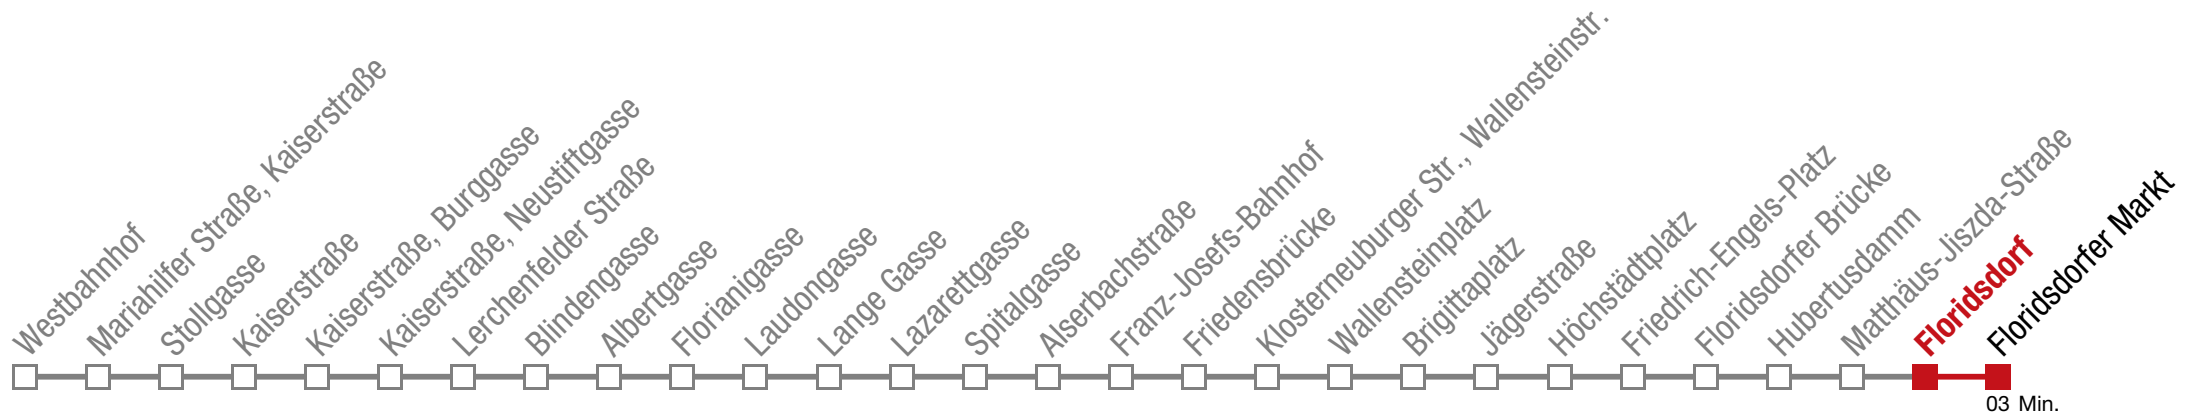 Westbahnhof
Mariahilfer Straße, Kaiserstraße
Stollgasse
Kaiserstraße
Kaiserstraße, Burggasse
Kaiserstraße, Neustiftgasse
Lerchenfelder Straße
Blindengasse
Albertgasse
Florianigasse
Laudongasse
Lange Gasse
Lazarettgasse
Spitalgasse
Alserbachstraße
Franz-Josefs-Bahnhof
Friedensbrücke
Klosterneuburger Str., Wallensteinstr.
Wallensteinplatz
Brigittaplatz
Jägerstraße
Höchstädtplatz
Friedrich-Engels-Platz
Floridsdorfer Brücke
Hubertusdamm
Matthäus-Jiszda-Straße
Floridsdorf
Floridsdorfer Markt
03 Min.